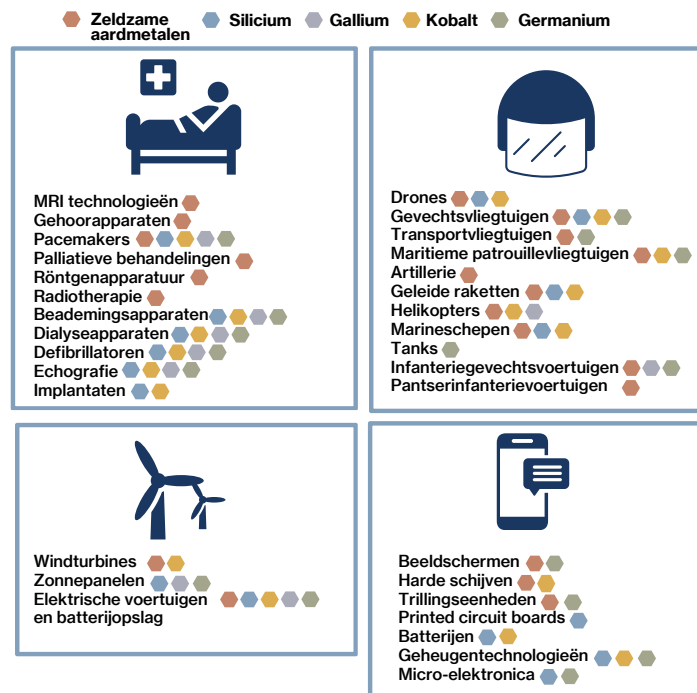 Zeldzame aardmetalen
Silicium
Gallium
Kobalt
Germanium
MRI technologieën
Gehoorapparaten
Pacemakers
Palliatieve behandelingen
Röntgenapparatuur
Radiotherapie
Beademingsapparaten
Dialyseapparaten
Defibrillatoren
Echografie
Implantaten
Drones
Gevechtsvliegtuigen
Transportvliegtuigen
Maritieme patrouillevliegtuigen
Artillerie
Geleide raketten
Helikopters
Marineschepen
Tanks
Infanteriegevechtsvoertuigen
Pantserinfanterievoertuigen
Windturbines
Zonnepanelen
Elektrische voertuigen
en batterijopslag
Beeldschermen
Harde schijven
Trillingseenheden
Printed circuit boards
Batterijen
Geheugentechnologieën
Micro-elektronica